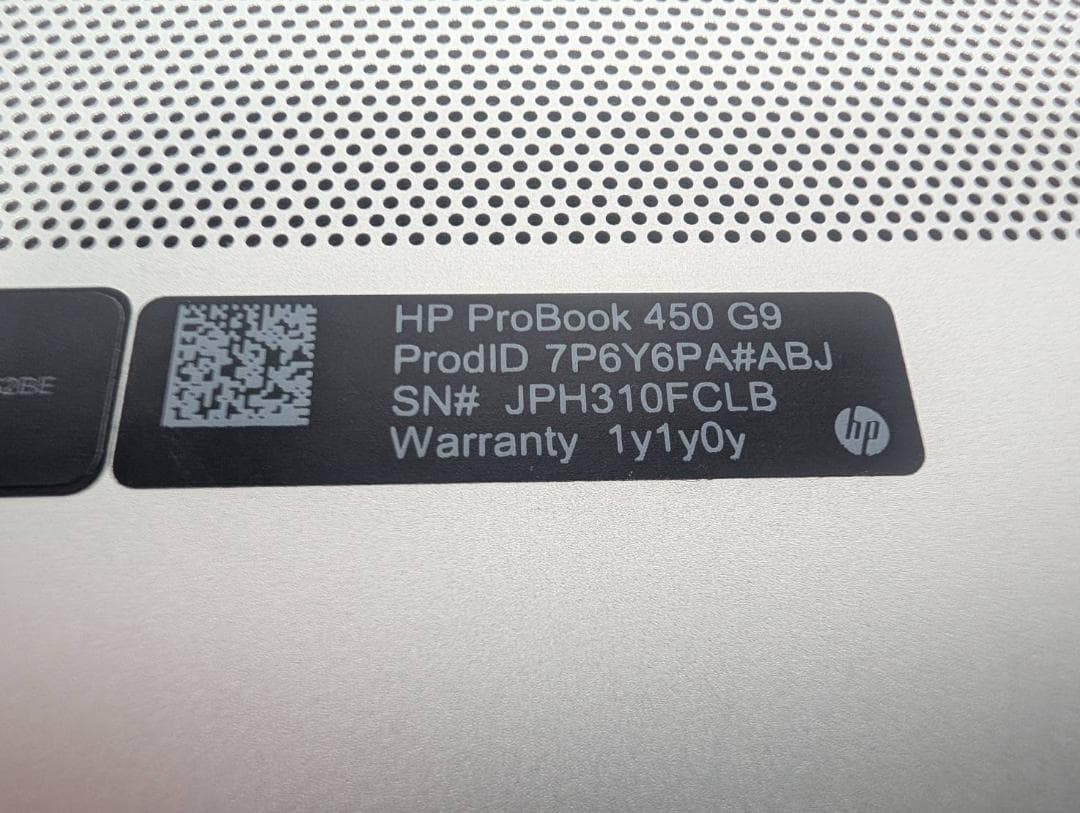 HP ProBook 450 G9
ProdID 7P6Y6PA#ABJ
SN# JPH310FCLB
Warranty 1y1y0y
hp